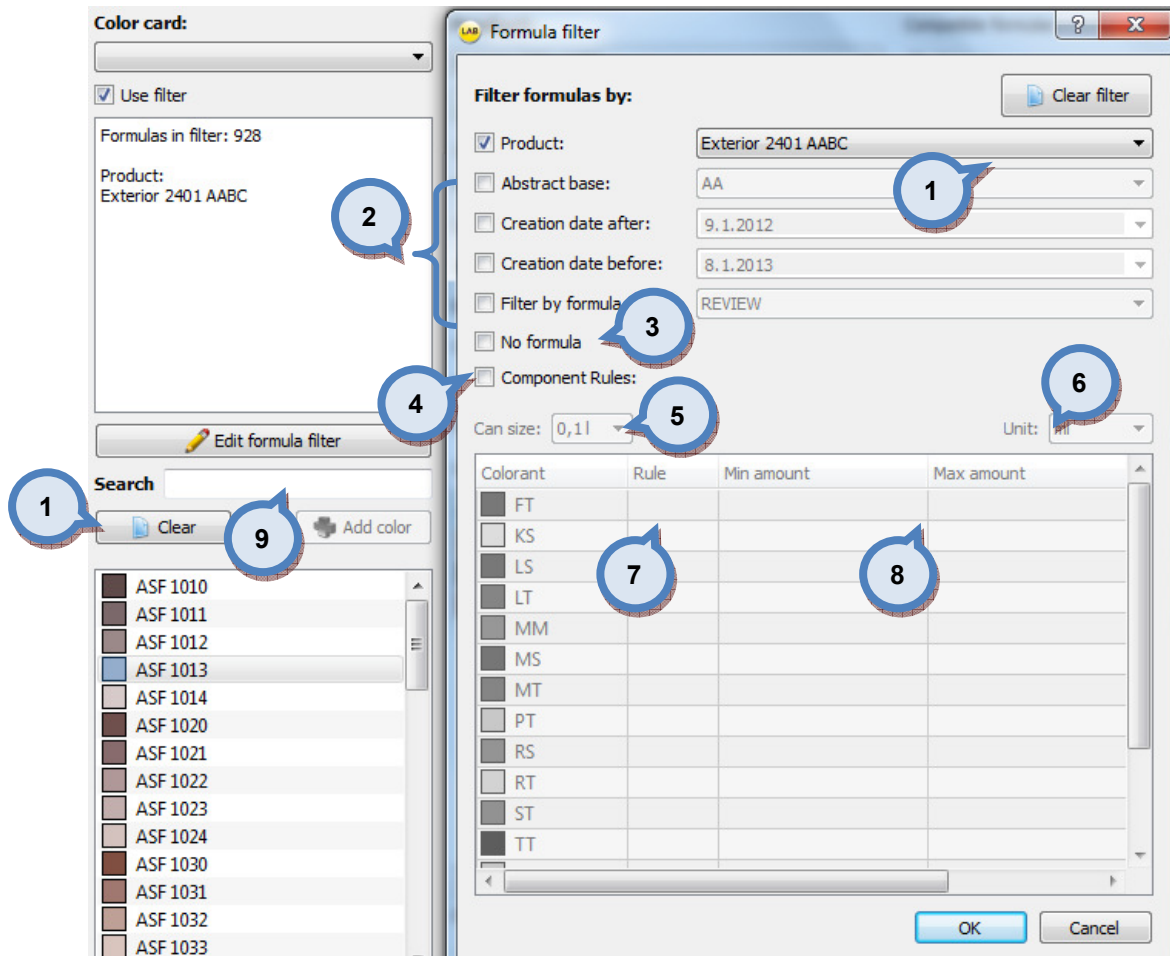 Color card:
Use filter
Formulas in filter: 928
Product:
Exterior 2401 AABC
Edit formula filter
Search
Clear
Add color
ASF 1010
ASF 1011
ASF 1012
ASF 1013
ASF 1014
ASF 1020
ASF 1021
ASF 1022
ASF 1023
ASF 1024
ASF 1030
ASF 1031
ASF 1032
ASF 1033
1
9
2
4
LAB Formula filter
?
X
Filter formulas by:
Clear filter
Product: Exterior 2401 AABC
1
Abstract base: AA
Creation date after: 9.1.2012
Creation date before: 8.1.2013
Filter by formula REVIEW
No formula
3
Component Rules:
Can size: 0,1l
5
Unit: ml
6
Colorant Rule Min amount Max amount
FT
KS
LS
LT
MM
MS
MT
PT
RS
RT
ST
TT
7
8
OK Cancel